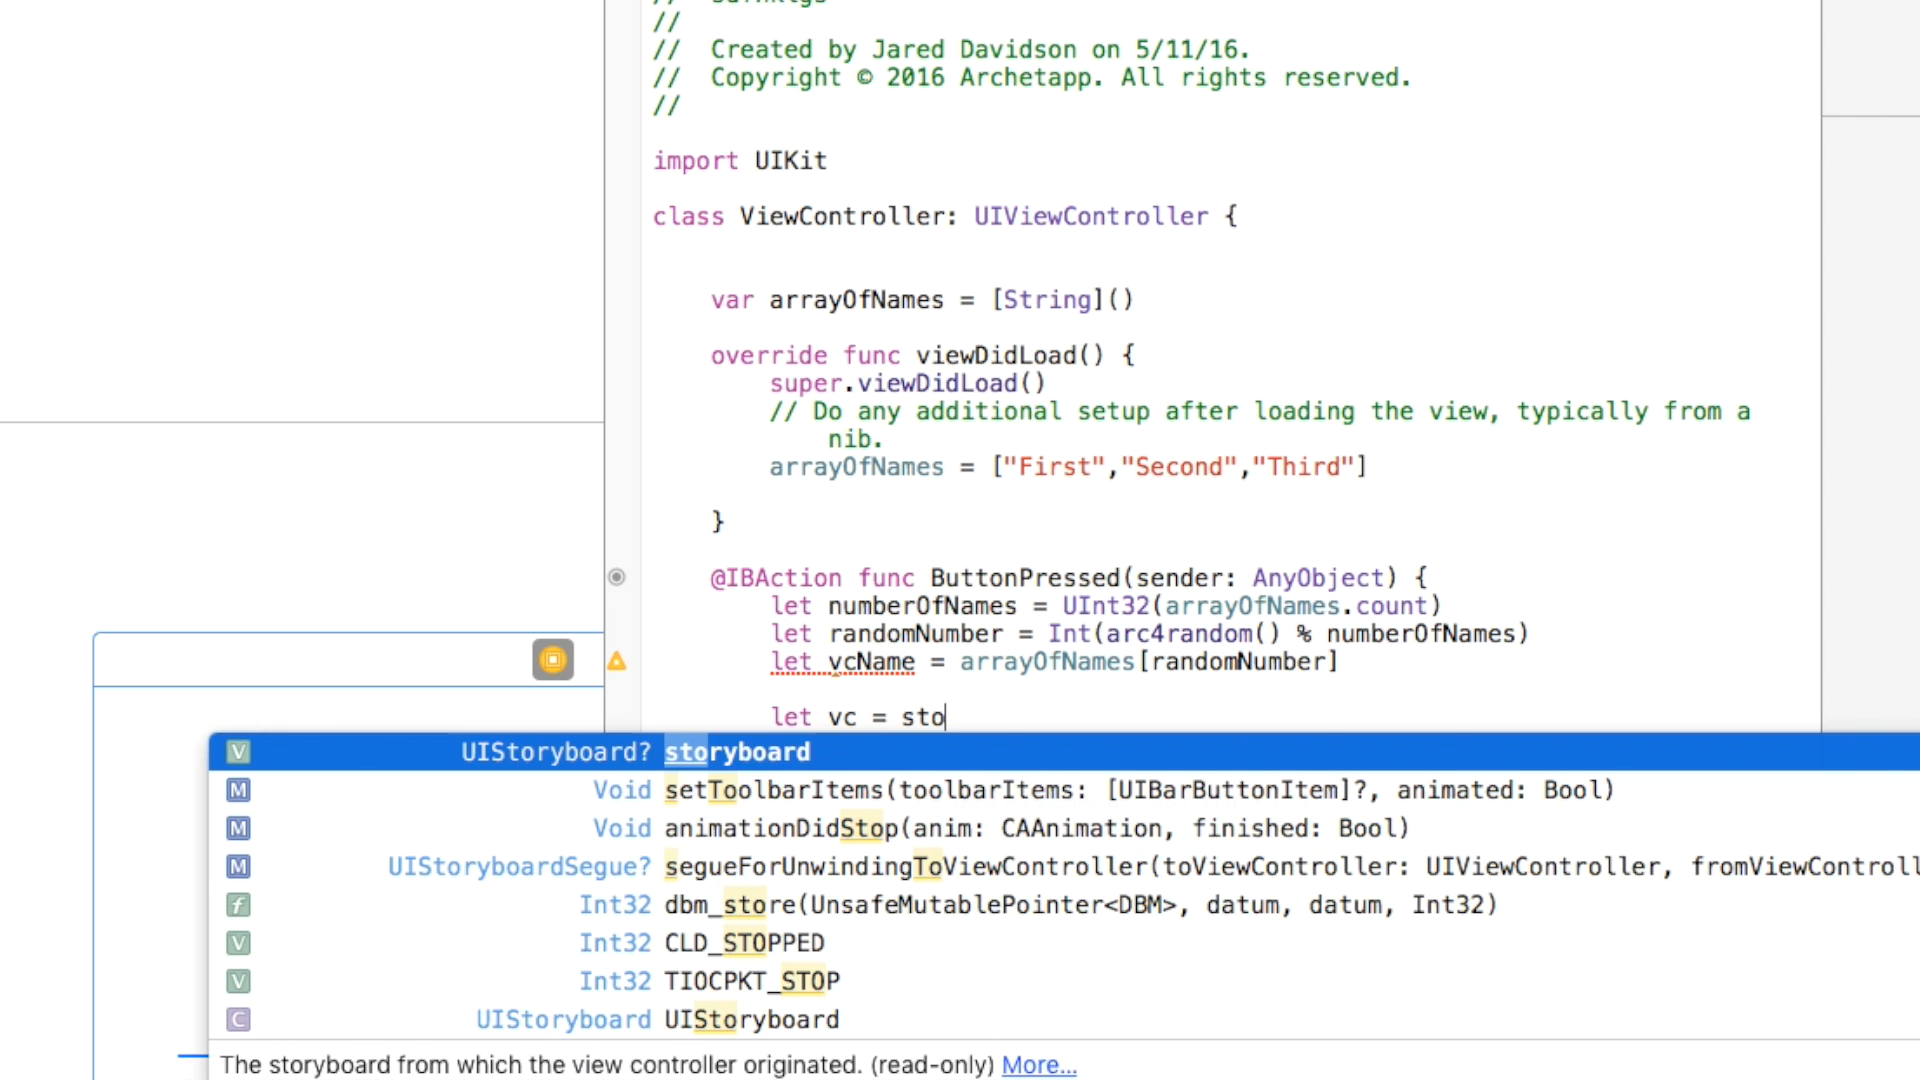 //
//  Created by Jared Davidson on 5/11/16.
//  Copyright © 2016 Archetapp. All rights reserved.
//
import UIKit
class ViewController: UIViewController {
var arrayOfNames = [String]()
override func viewDidLoad() {
super.viewDidLoad()
// Do any additional setup after loading the view, typically from a
nib.
arrayOfNames = ["First","Second","Third"]
}
@IBAction func ButtonPressed(sender: AnyObject) {
let numberOfNames = UInt32(arrayOfNames.count)
let randomNumber = Int(arc4random() % numberOfNames)
let vcName = arrayOfNames[randomNumber]
let vc = sto
V UIStoryboard? storyboard
M Void setToolbarItems(toolbarItems: [UIBarButtonItem]?, animated: Bool)
M Void animationDidStop(anim: CAAnimation, finished: Bool)
M UIStoryboardSegue? segueForUnwindingToViewController(toViewController: UIViewController, fromViewControll
f Int32 dbm_store(UnsafeMutablePointer<DBM>, datum, datum, Int32)
V Int32 CLD_STOPPED
V Int32 TIOCPKT_STOP
C UIStoryboard UIStoryboard
The storyboard from which the view controller originated. (read-only) More...